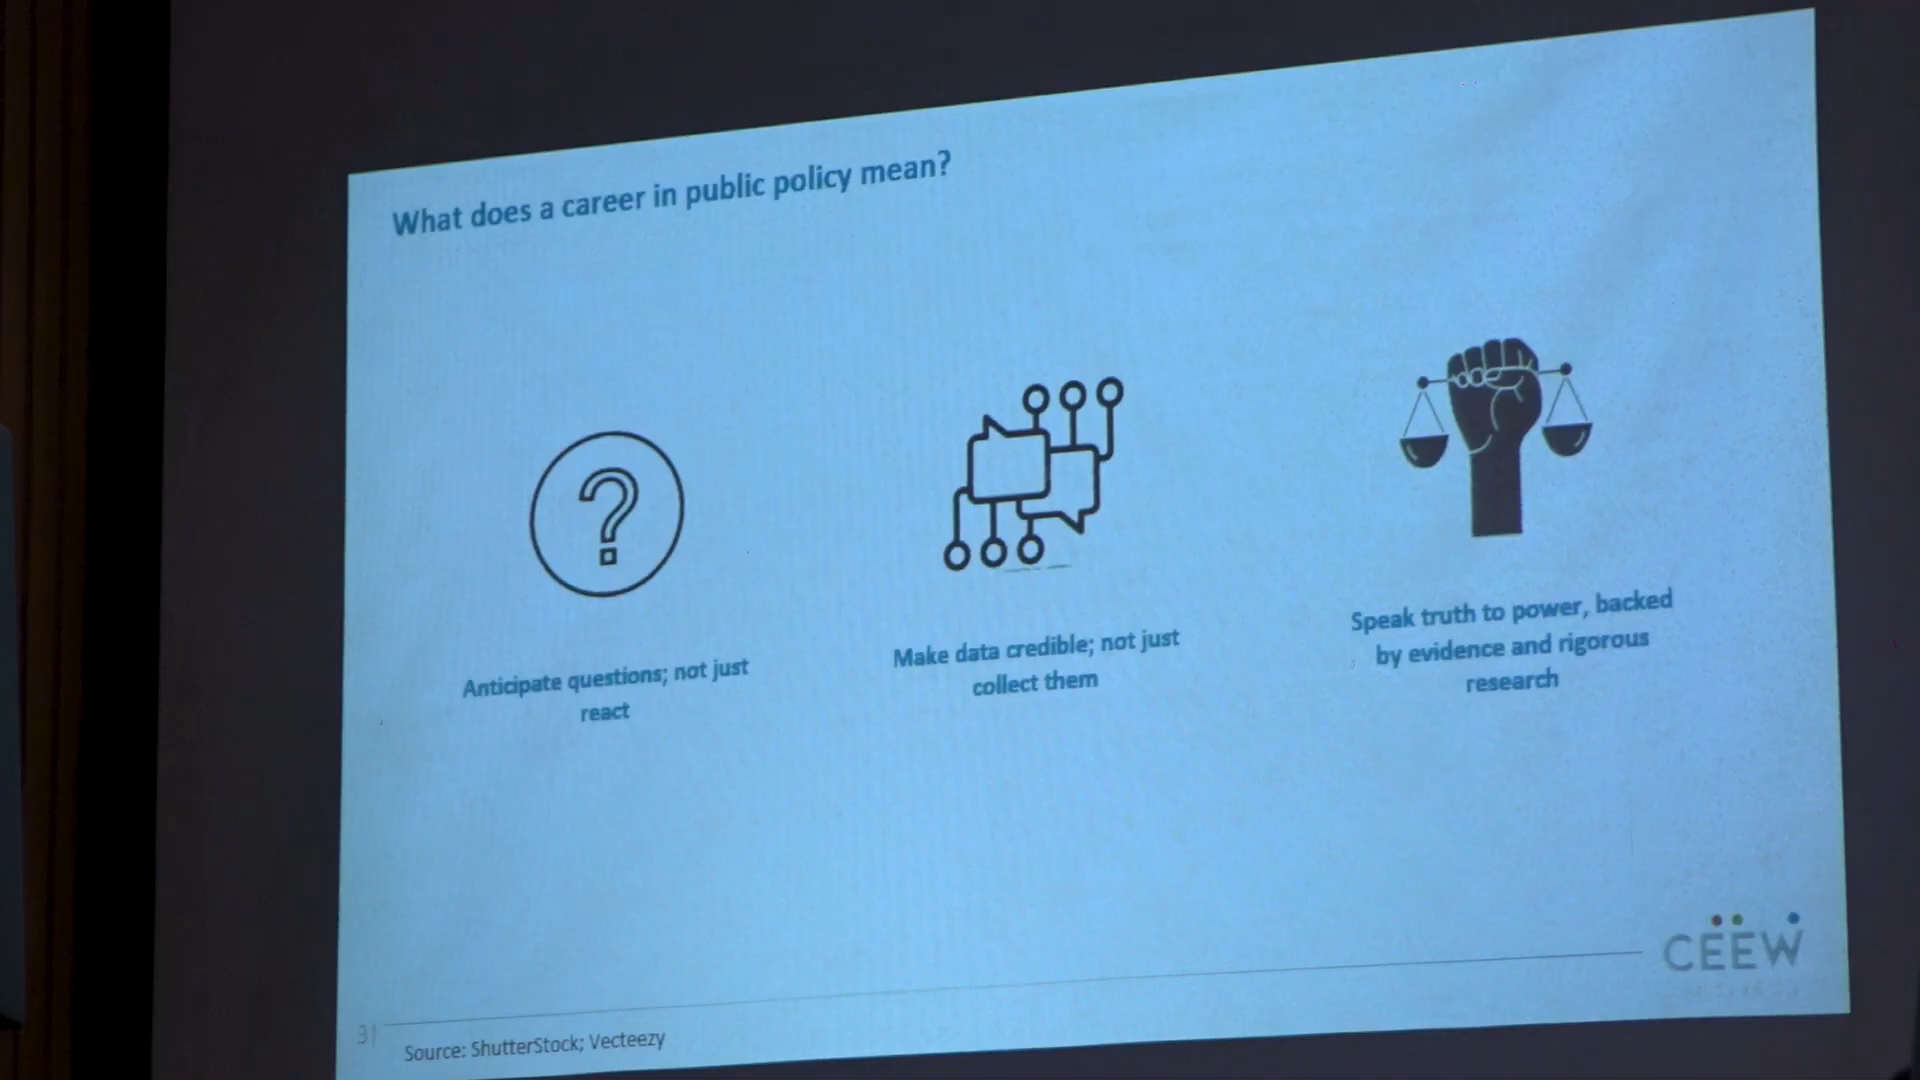 What does a career in public policy mean?
?
Anticipate questions; not just
react
Make data credible; not just
collect them
Speak truth to power, backed
by evidence and rigorous
research
CEEW
3|
Source: ShutterStock; Vecteezy